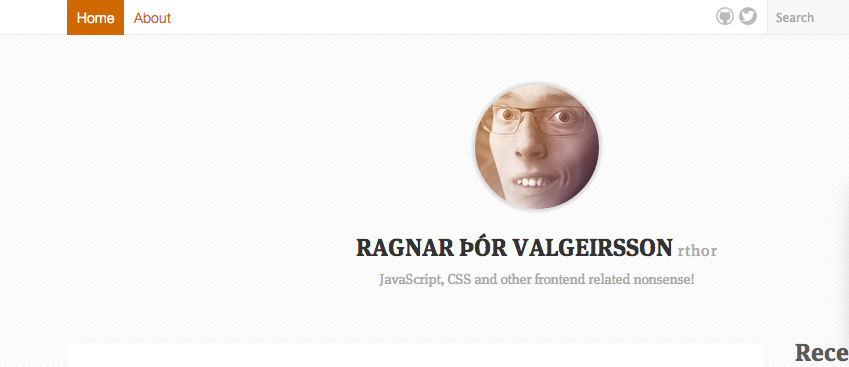 Home About Search
RAGNAR ÞÓR VALGEIRSSON rthor
JavaScript, CSS and other frontend related nonsense!
Rece